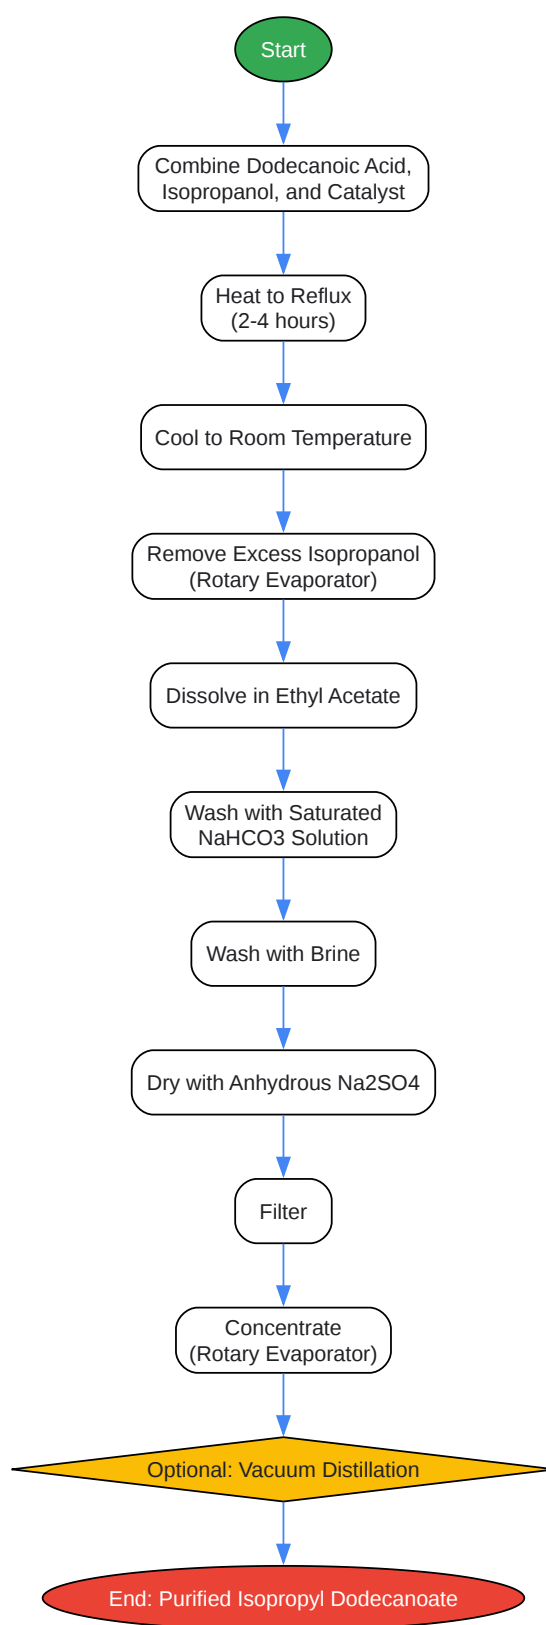 Start
Combine Dodecanoic Acid,
Isopropanol, and Catalyst
Heat to Reflux
(2-4 hours)
Cool to Room Temperature
Remove Excess Isopropanol
(Rotary Evaporator)
Dissolve in Ethyl Acetate
Wash with Saturated
NaHCO3 Solution
Wash with Brine
Dry with Anhydrous Na2SO4
Filter
Concentrate
(Rotary Evaporator)
Optional: Vacuum Distillation
End: Purified Isopropyl Dodecanoate